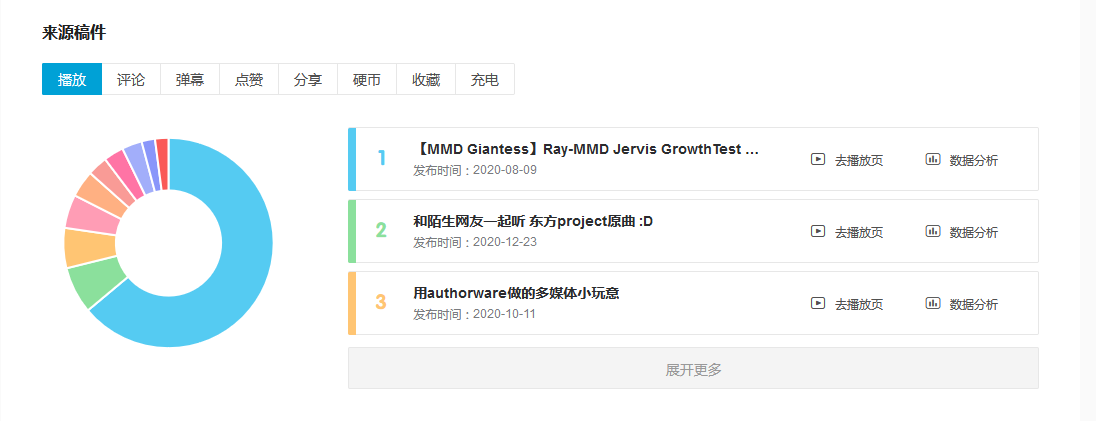 来源稿件
播放 评论 弹幕 点赞 分享 硬币 收藏 充电
1 【MMD Giantess】Ray-MMD Jervis GrowthTest ... 去播放页 数据分析
发布时间：2020-08-09
2 和陌生网友一起听 东方project原曲 :D 去播放页 数据分析
发布时间：2020-12-23
3 用authorware做的多媒体小玩意 去播放页 数据分析
发布时间：2020-10-11
展开更多